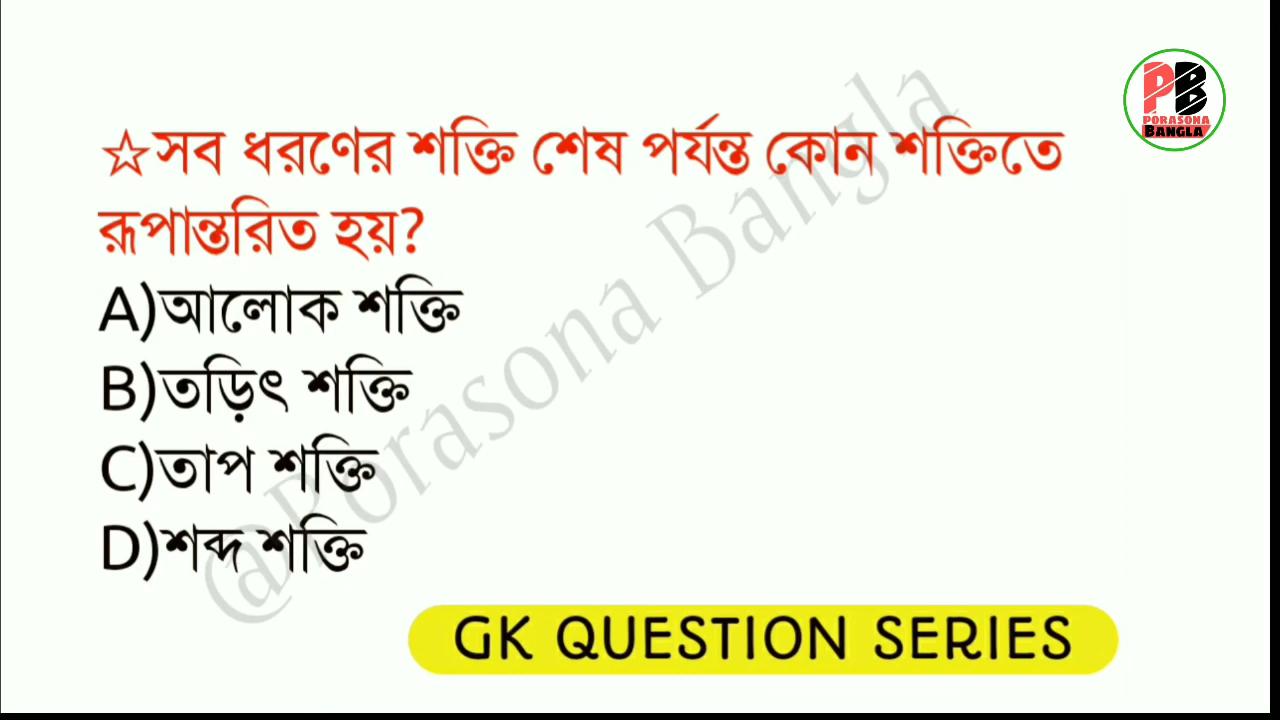 PB
PORASONA
BANGLA
☆সব ধরণের শক্তি শেষ পর্যন্ত কোন শক্তিতে
রূপান্তরিত হয়?
A)আলোক শক্তি
B)তড়িৎ শক্তি
C)তাপ শক্তি
D)শব্দ শক্তি
@Porasona Bangla
GK QUESTION SERIES